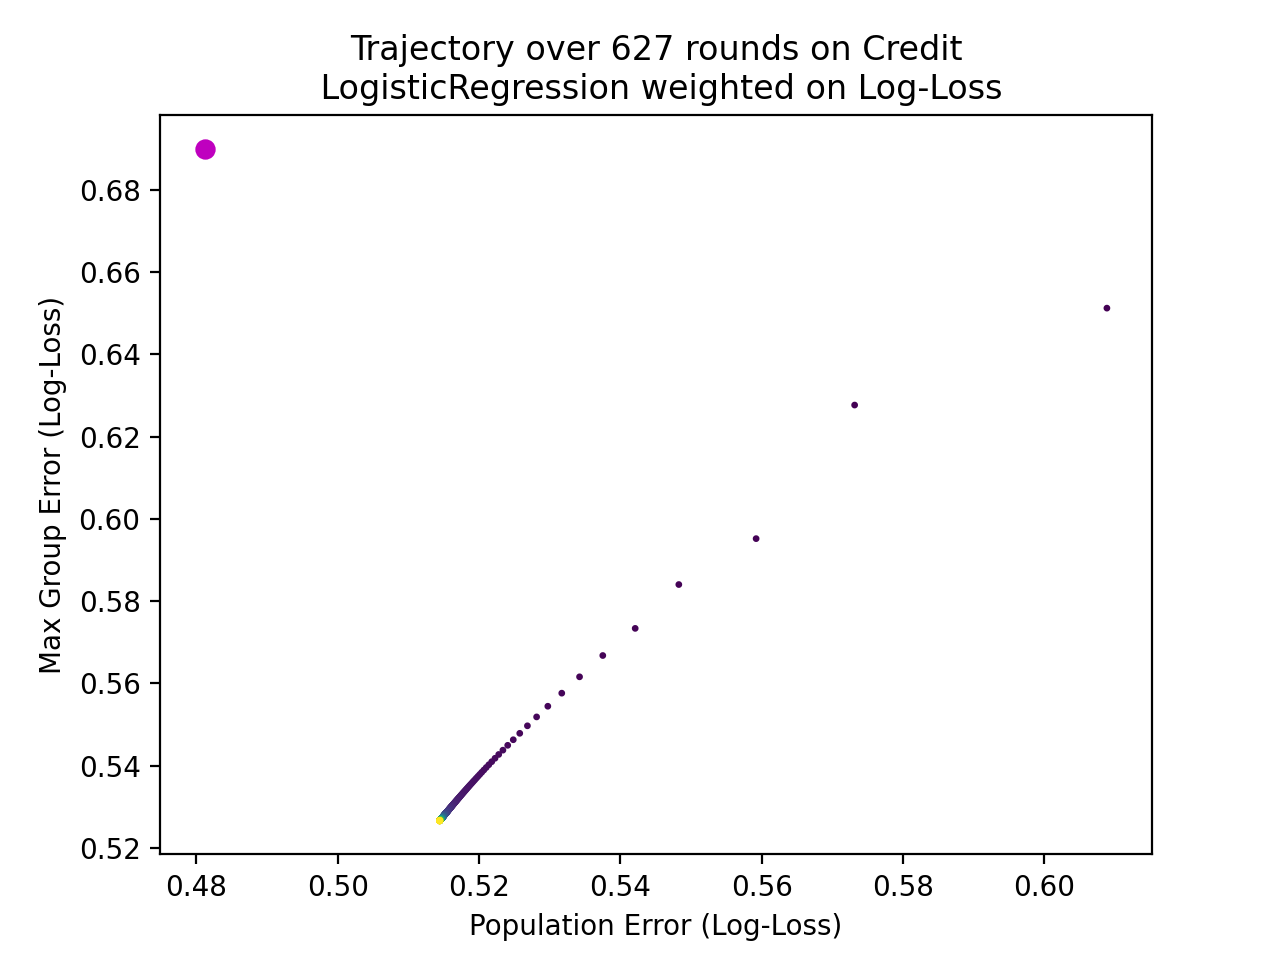 Trajectory over 627 rounds on Credit
LogisticRegression weighted on Log-Loss
Max Group Error (Log-Loss)
0.68
0.66
0.64
0.62
0.60
0.58
0.56
0.54
0.52
0.48 0.50 0.52 0.54 0.56 0.58 0.60
Population Error (Log-Loss)